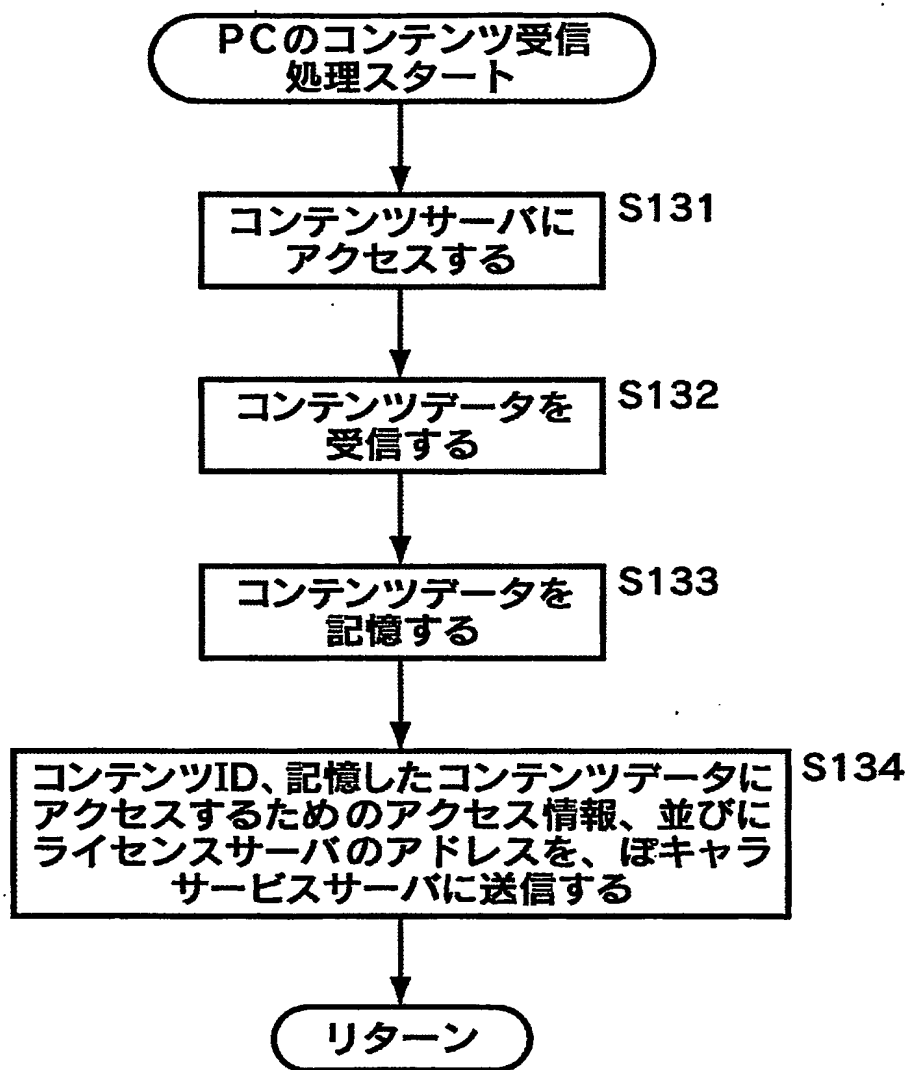 PCのコンテンツ受信
処理スタート
S131
コンテンツサーバに
アクセスする
S132
コンテンツデータを
受信する
S133
コンテンツデータを
記憶する
S134
コンテンツID、記憶したコンテンツデータに
アクセスするためのアクセス情報、並びに
ライセンスサーバのアドレスを、ぽキャラ
サービスサーバに送信する
リターン